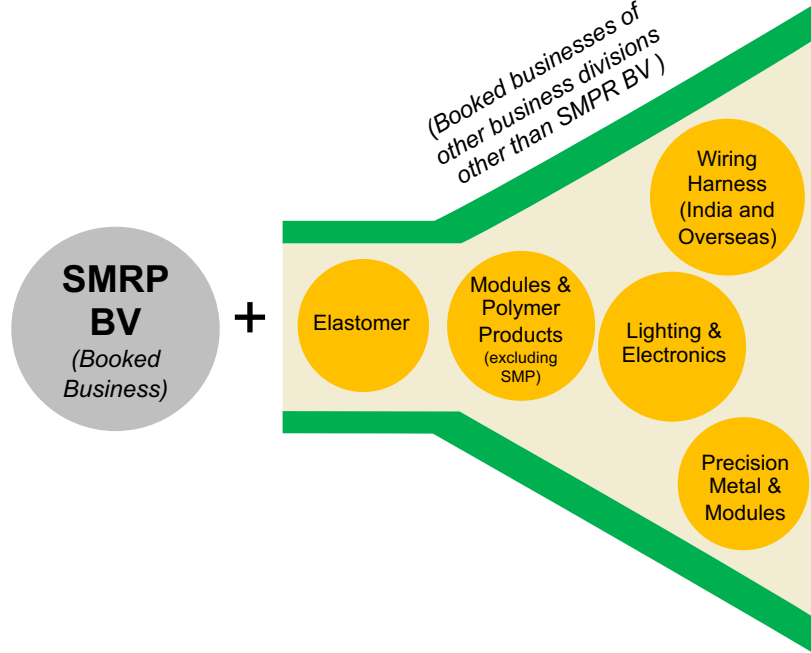 (Booked businesses of
other business divisions
other than SMPR BV )
SMRP
BV
(Booked
Business)
+
Elastomer
Modules &
Polymer
Products
(excluding
SMP)
Wiring
Harness
(India and
Overseas)
Lighting &
Electronics
Precision
Metal &
Modules